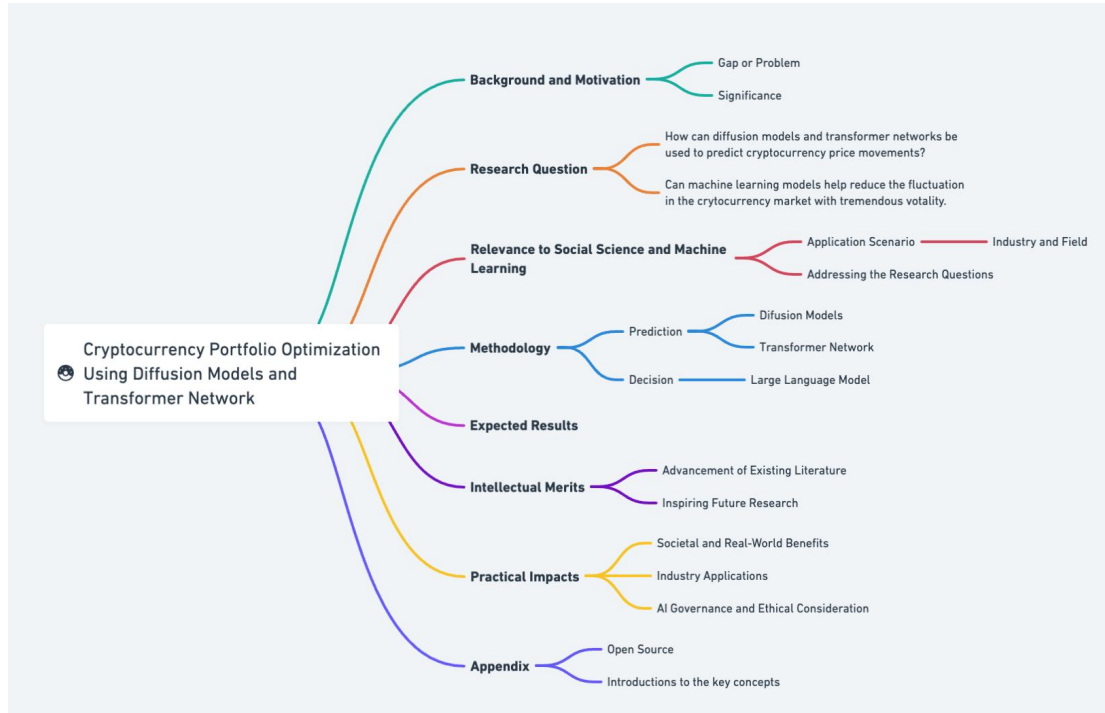 Cryptocurrency Portfolio Optimization
Using Diffusion Models and
Transformer Network
Background and Motivation
Gap or Problem
Significance
Research Question
How can diffusion models and transformer networks be
used to predict cryptocurrency price movements?
Can machine learning models help reduce the fluctuation
in the crytocurrency market with tremendous votality.
Relevance to Social Science and Machine
Learning
Application Scenario
Industry and Field
Addressing the Research Questions
Methodology
Prediction
Difusion Models
Transformer Network
Decision
Large Language Model
Expected Results
Intellectual Merits
Advancement of Existing Literature
Inspiring Future Research
Practical Impacts
Societal and Real-World Benefits
Industry Applications
AI Governance and Ethical Consideration
Appendix
Open Source
Introductions to the key concepts